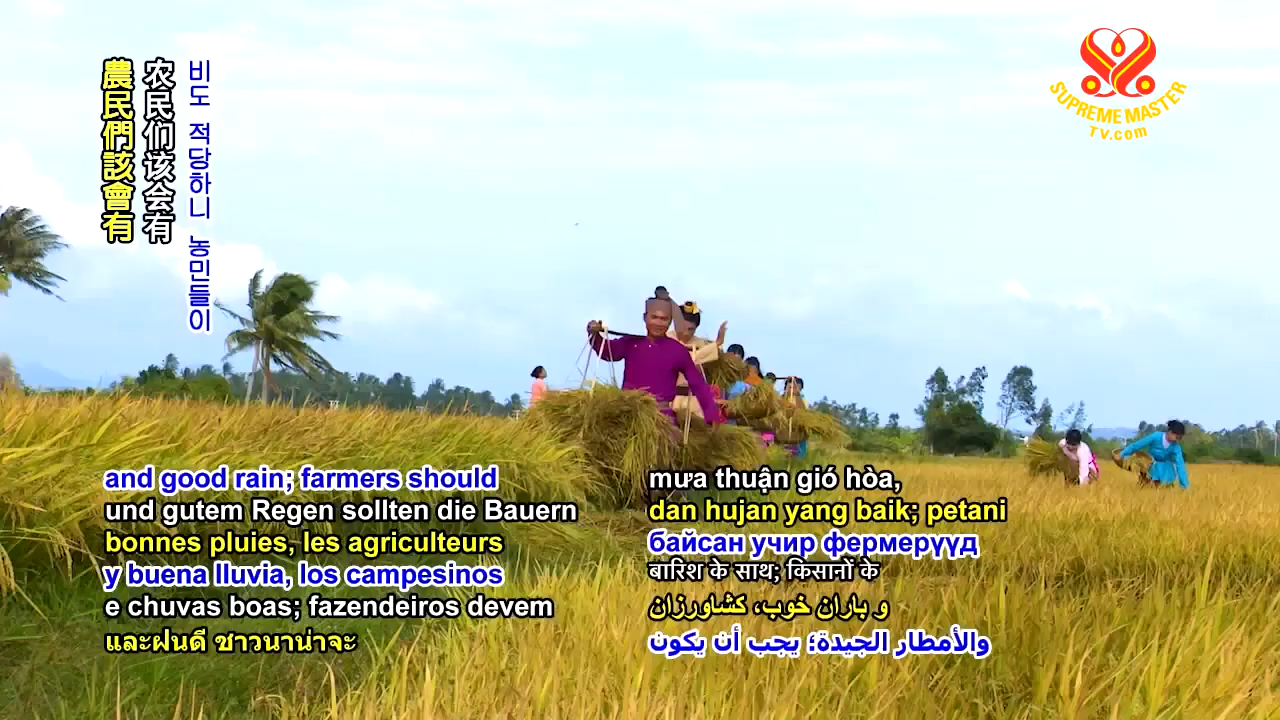 農民們該會有
农民们该会有
비도 적당하니 농민들이
SUPREME MASTER
TV.com
and good rain; farmers should
und gutem Regen sollten die Bauern
bonnes pluies, les agriculteurs
y buena lluvia, los campesinos
e chuvas boas; fazendeiros devem
และฝนดี ชาวนาน่าจะ
mưa thuận gió hòa,
dan hujan yang baik; petani
байсан учир фермерүүд
बारिश के साथ; किसानों के
و باران خوب، کشاورزان
والأمطار الجيدة؛ يجب أن يكون